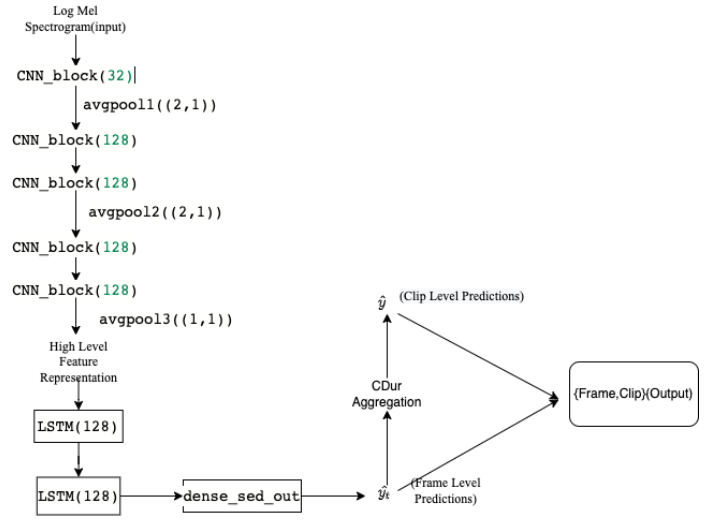 Log Mel
Spectrogram(input)
CNN_block(32)
avgpool1((2,1))
CNN_block(128)
CNN_block(128)
avgpool2((2,1))
CNN_block(128)
CNN_block(128)
avgpool3((1,1))
High Level
Feature
Representation
LSTM(128)
LSTM(128)
dense_sed_out
ŷₜ
(Frame Level
Predictions)
CDur
Aggregation
ŷ
(Clip Level Predictions)
{Frame,Clip}(Output)